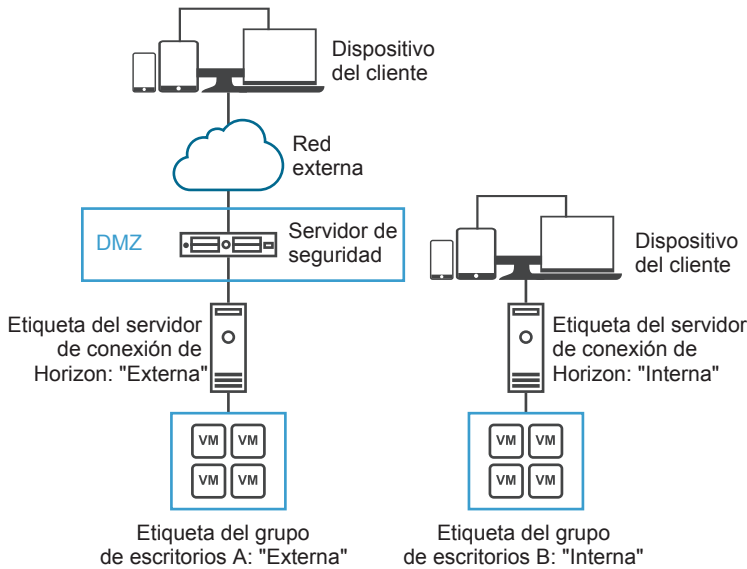 Dispositivo
del cliente
Red
externa
DMZ
Servidor de
seguridad
Dispositivo
del cliente
Etiqueta del servidor
de conexión de
Horizon: "Externa"
Etiqueta del servidor
de conexión de
Horizon: "Interna"
VM VM
VM VM
VM VM
VM VM
Etiqueta del grupo
de escritorios A: "Externa"
Etiqueta del grupo
de escritorios B: "Interna"